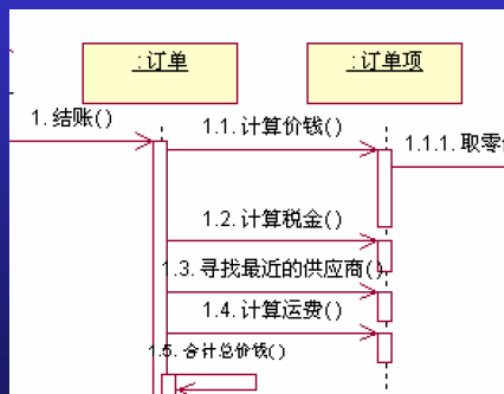 :订单
:订单项
1.结账()
1.1.计算价钱()
1.1.1.取零
1.2.计算税金()
1.3.寻找最近的供应商()
1.4.计算运费()
1.5.合计总价钱()